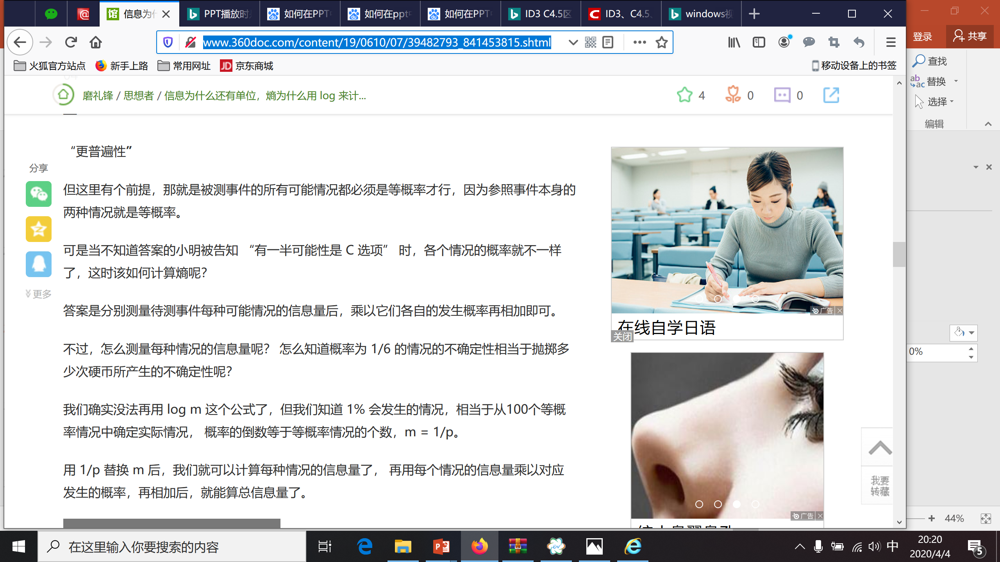 信息为什
PPT播放时
如何在PPT
如何在ppt
如何在PPT
ID3 C4.5区
ID3、C4.5、
windows视
www.360doc.com/content/19/0610/07/39482793_841453815.shtml
火狐官方站点
新手上路
常用网址
JD 京东商城
移动设备上的书签
登录
共享
查找
替换
选择
编辑
磨礼锋 / 思想者 / 信息为什么还有单位，熵为什么用 log 来计...
4
0
0
“更普遍性”
分享
但这里有个前提，那就是被测事件的所有可能情况都必须是等概率才行，因为参照事件本身的
两种情况就是等概率。
可是当不知道答案的小明被告知 “有一半可能性是 C 选项” 时，各个情况的概率就不一样
了，这时该如何计算熵呢？
更多
答案是分别测量待测事件每种可能情况的信息量后，乘以它们各自的发生概率再相加即可。
不过，怎么测量每种情况的信息量呢？ 怎么知道概率为 1/6 的情况的不确定性相当于抛掷多
少次硬币所产生的不确定性呢？
我们确实没法再用 log m 这个公式了，但我们知道 1% 会发生的情况，相当于从100个等概
率情况中确定实际情况， 概率的倒数等于等概率情况的个数，m = 1/p。
用 1/p 替换 m 后，我们就可以计算每种情况的信息量了， 再用每个情况的信息量乘以对应
发生的概率，再相加后，就能算总信息量了。
广告
在线自学日语
关闭
广告
0%
我要
转藏
44%
在这里输入你要搜索的内容
中
20:20
2020/4/4
5